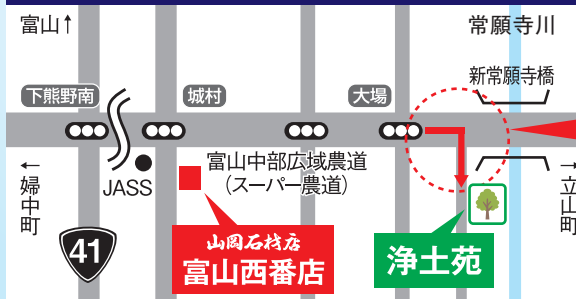 富山↑
常願寺川
新常願寺橋
下熊野南
城村
大場
富山中部広域農道
（スーパー農道）
JASS
←婦中町
→立山町
41
山岡石材店
富山西番店
浄土苑